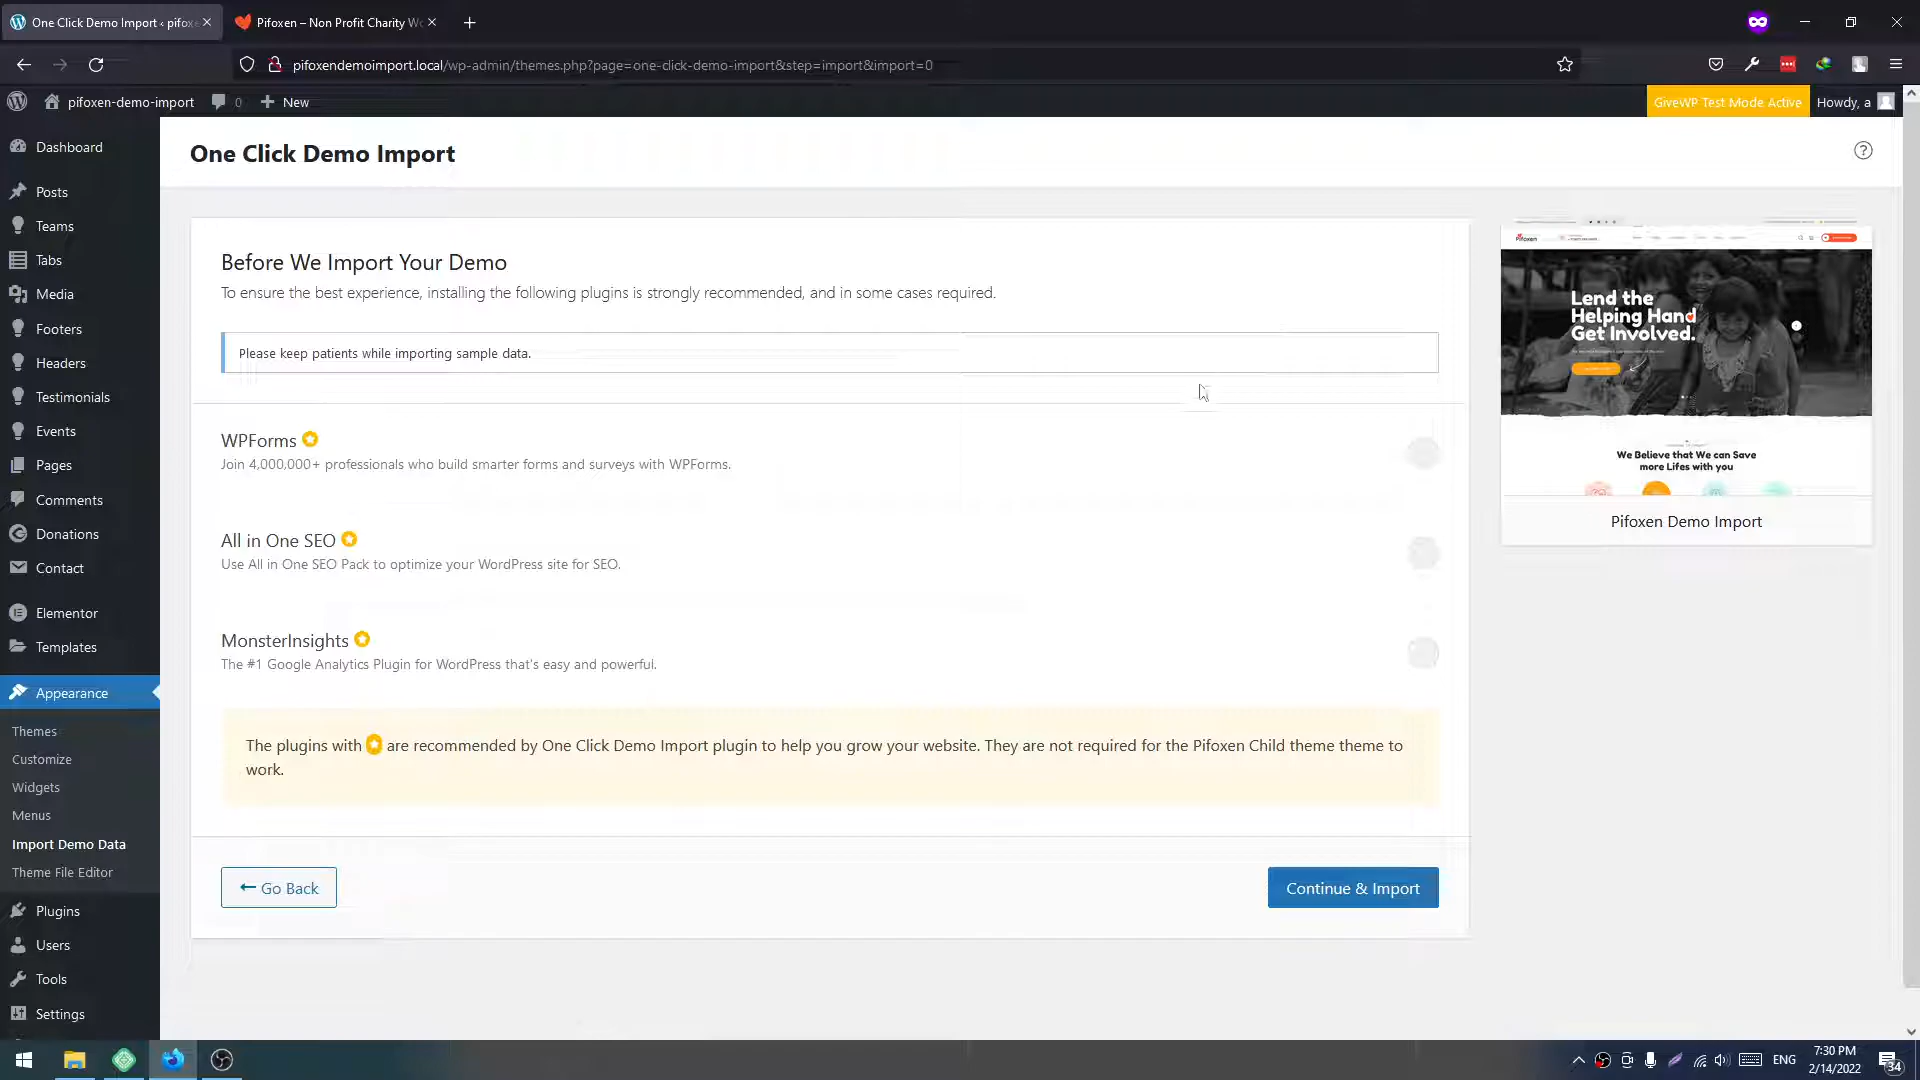 One Click Demo Import ‹ pifoxe
Pifoxen – Non Profit Charity Wo
pifoxendemoimport.local/wp-admin/themes.php?page=one-click-demo-import&step=import&import=0
pifoxen-demo-import
0
New
GiveWP Test Mode Active
Howdy, a
Dashboard
Posts
Teams
Tabs
Media
Footers
Headers
Testimonials
Events
Pages
Comments
Donations
Contact
Elementor
Templates
Appearance
Themes
Customize
Widgets
Menus
Import Demo Data
Theme File Editor
Plugins
Users
Tools
Settings
One Click Demo Import
Before We Import Your Demo
To ensure the best experience, installing the following plugins is strongly recommended, and in some cases required.
Please keep patients while importing sample data.
WPForms
Join 4,000,000+ professionals who build smarter forms and surveys with WPForms.
All in One SEO
Use All in One SEO Pack to optimize your WordPress site for SEO.
MonsterInsights
The #1 Google Analytics Plugin for WordPress that's easy and powerful.
The plugins with are recommended by One Click Demo Import plugin to help you grow your website. They are not required for the Pifoxen Child theme theme to
work.
Go Back
Continue & Import
Pifoxen
Lend the
Helping Hand
Get Involved.
We Believe that We can Save
more Lifes with you
Pifoxen Demo Import
ENG
7:30 PM
2/14/2022
34